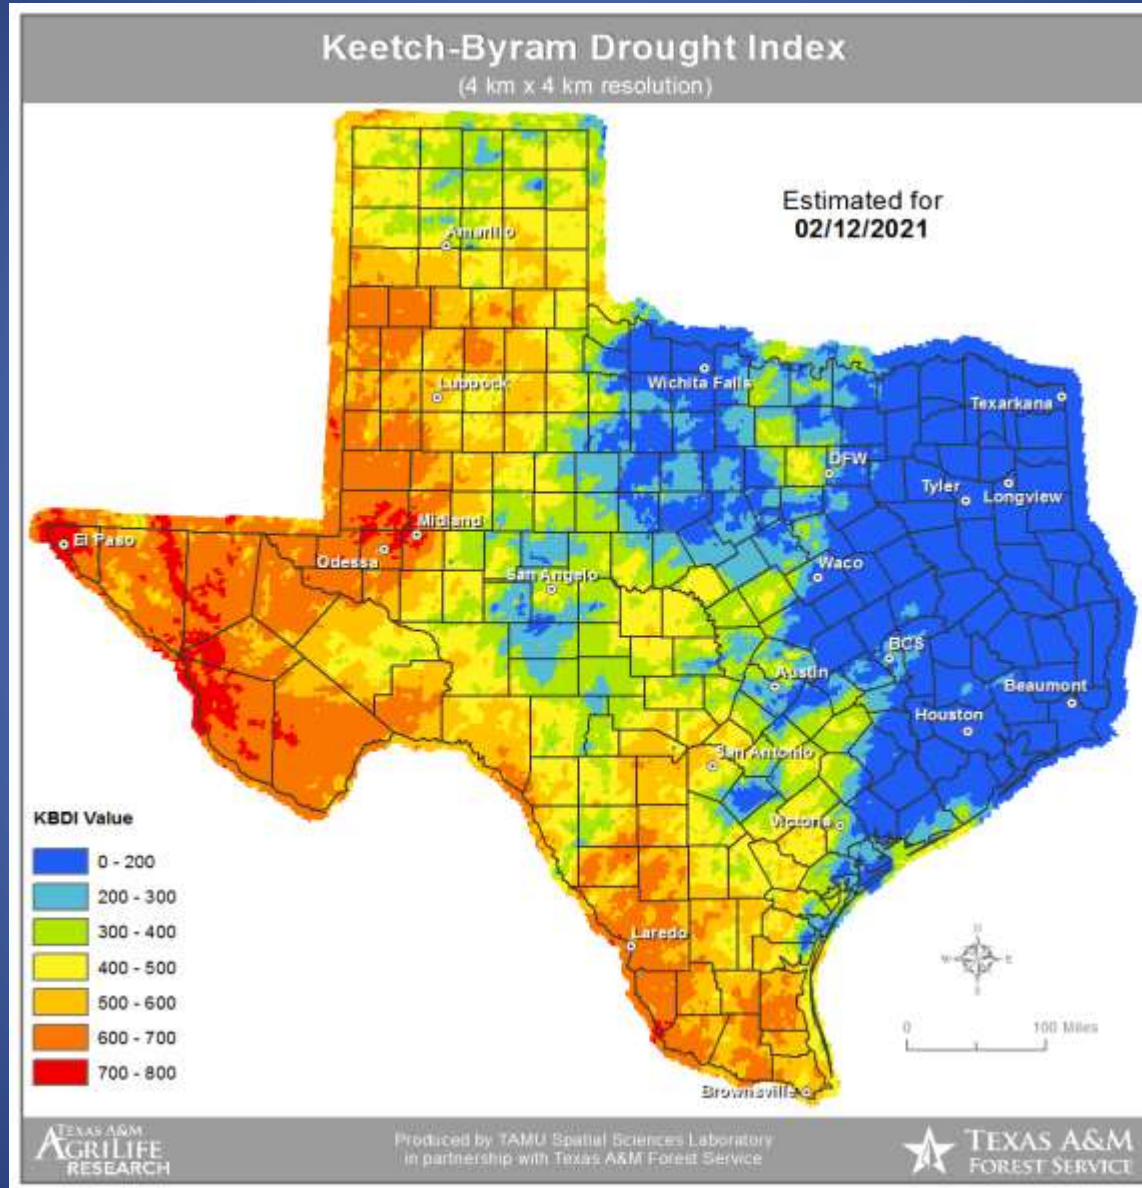 Keetch-Byram Drought Index
(4 km x 4 km resolution)
Estimated for
02/12/2021
Amarillo
Lubbock
Wichita Falls
Texarkana
DFW
Tyler
Longview
Midland
El Paso
Odessa
San Angelo
Waco
BCS
Austin
Beaumont
Houston
San Antonio
Victoria
Laredo
Brownsville
KBDI Value
0 - 200
200 - 300
300 - 400
400 - 500
500 - 600
600 - 700
700 - 800
N
W
E
S
0 100 Miles
TEXAS A&M
AGRILIFE
RESEARCH
Produced by TAMU Spatial Sciences Laboratory
in partnership with Texas A&M Forest Service
TEXAS A&M
FOREST SERVICE